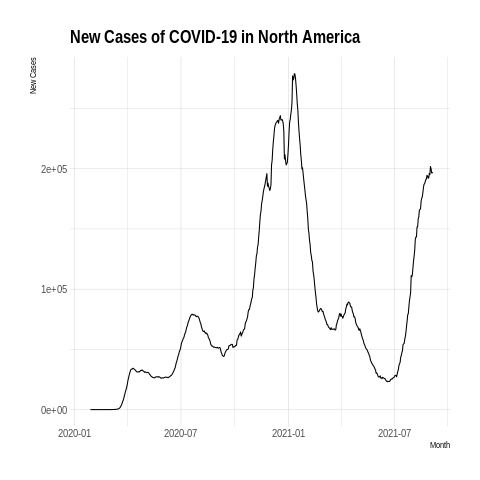 New Cases of COVID-19 in North America
New Cases
2e+05
1e+05
0e+00
2020-01
2020-07
2021-01
2021-07
Month